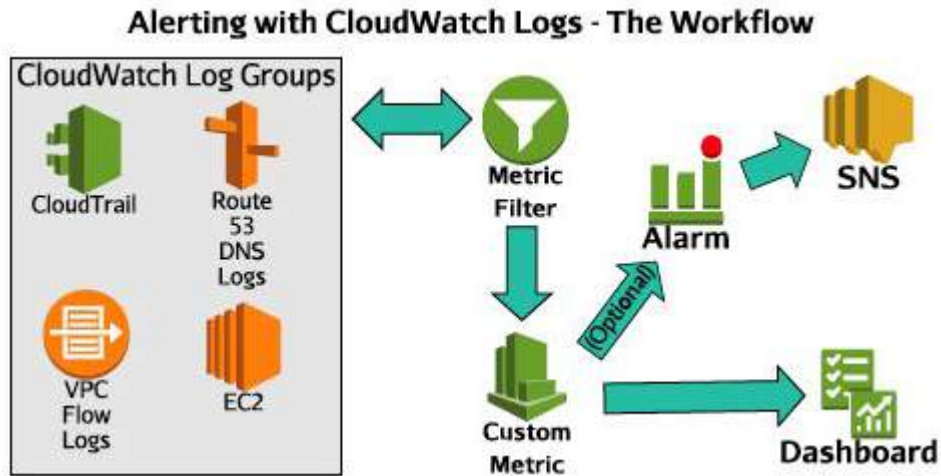 Alerting with CloudWatch Logs - The Workflow
CloudWatch Log Groups
CloudTrail
Route
53
DNS
Logs
VPC
Flow
Logs
EC2
Metric
Filter
Custom
Metric
(Optional)
Alarm
SNS
Dashboard